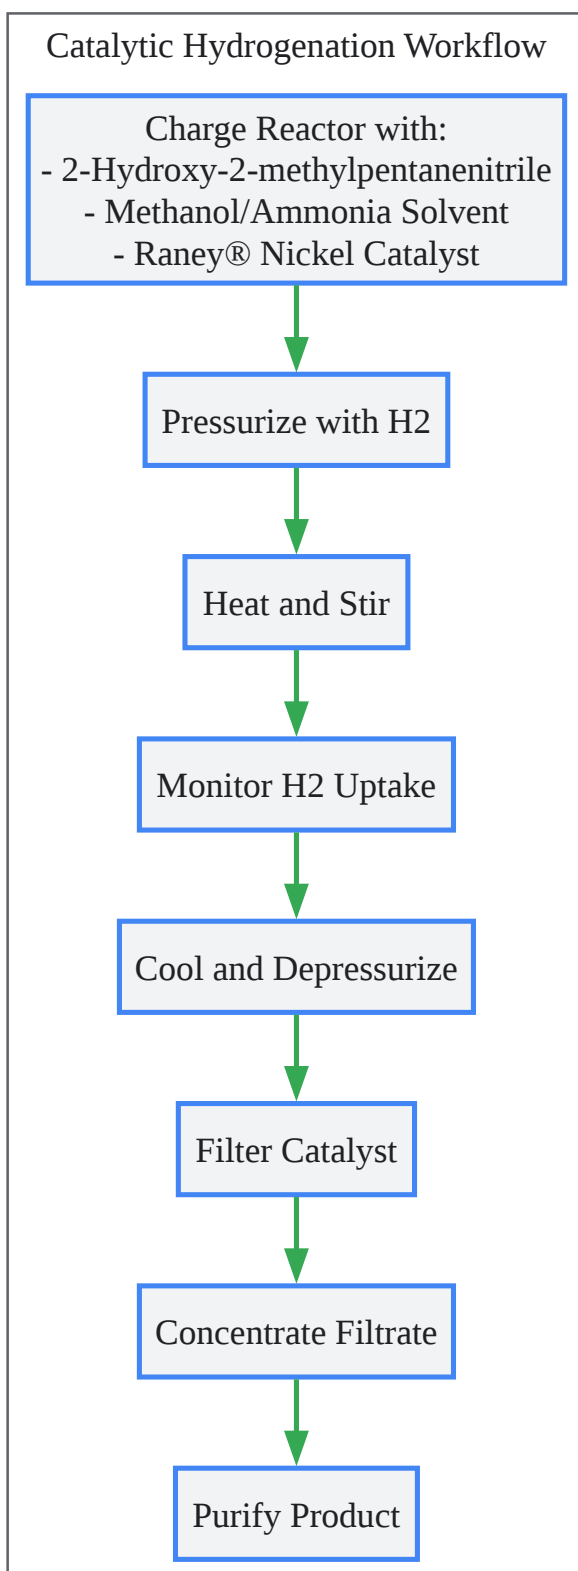 Catalytic Hydrogenation Workflow
Charge Reactor with:
- 2-Hydroxy-2-methylpentanenitrile
- Methanol/Ammonia Solvent
- Raney® Nickel Catalyst
Pressurize with H2
Heat and Stir
Monitor H2 Uptake
Cool and Depressurize
Filter Catalyst
Concentrate Filtrate
Purify Product